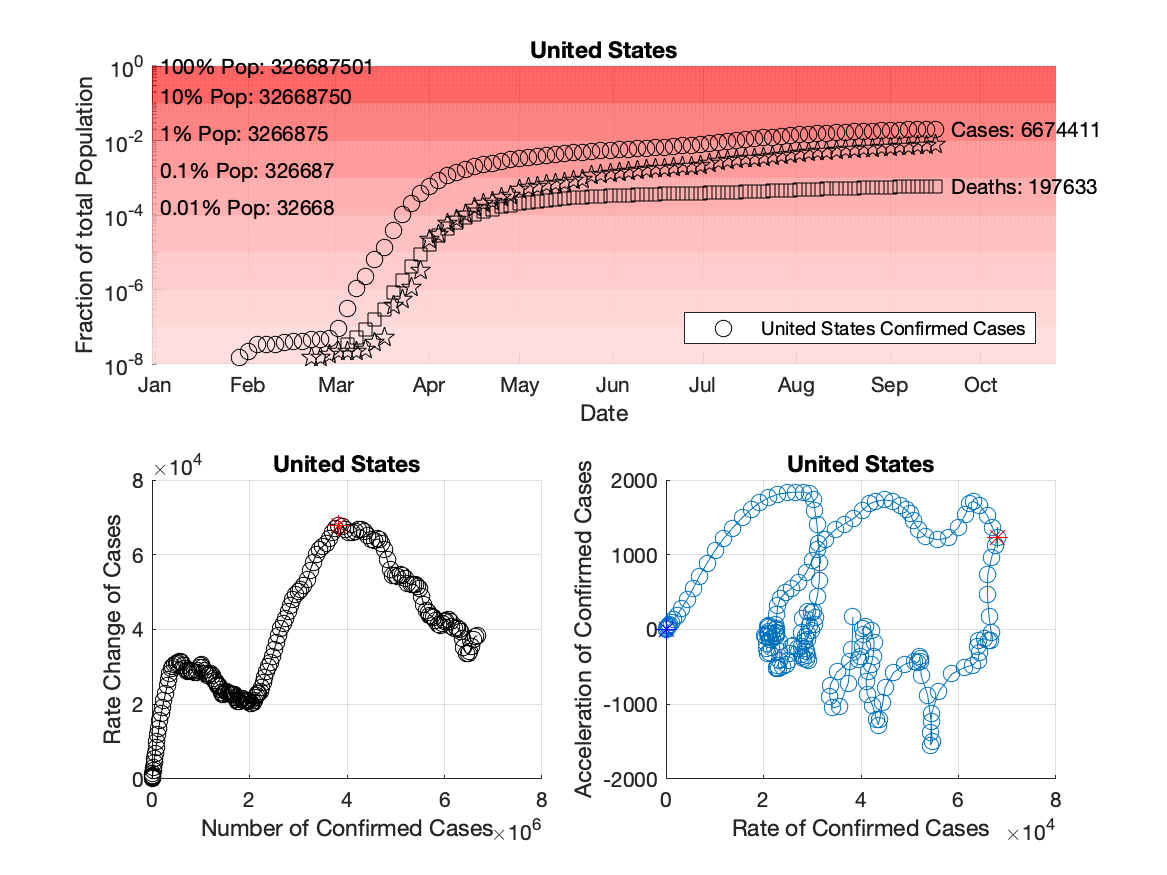 United States
10^0
10^-2
10^-4
10^-6
10^-8
Fraction of total Population
100% Pop: 326687501
10% Pop: 32668750
1% Pop: 3266875
0.1% Pop: 326687
0.01% Pop: 32668
Cases: 6674411
Deaths: 197633
United States Confirmed Cases
Jan Feb Mar Apr May Jun Jul Aug Sep Oct
Date
United States
×10^4
8
6
4
2
0
Rate Change of Cases
0 2 4 6 8
Number of Confirmed Cases
×10^6
United States
2000
1000
0
-1000
-2000
Acceleration of Confirmed Cases
0 2 4 6 8
Rate of Confirmed Cases
×10^4